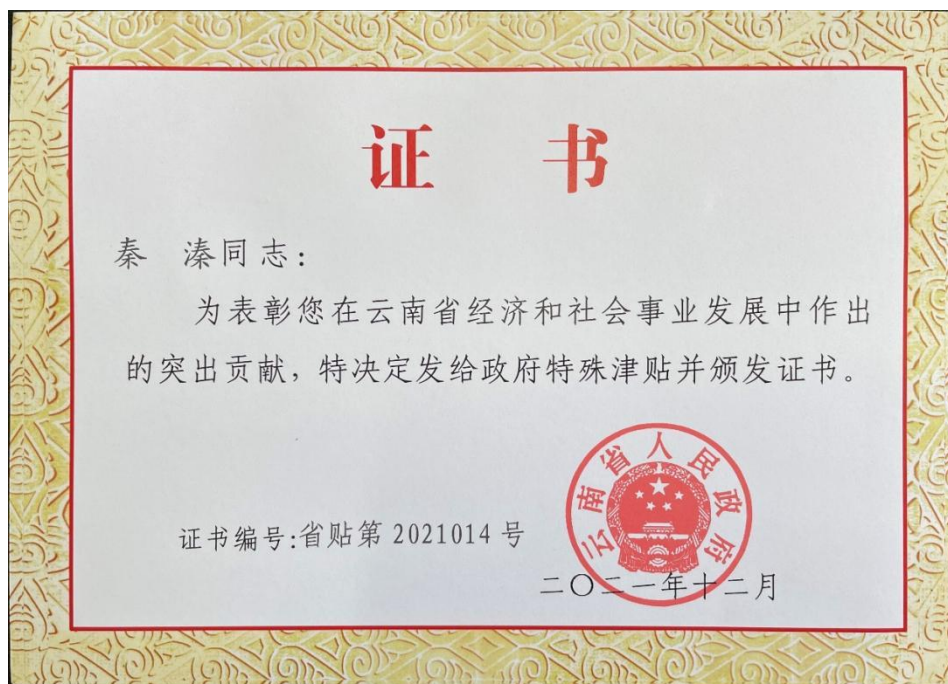 证 书
秦 溱同志：
为表彰您在云南省经济和社会事业发展中作出
的突出贡献，特决定发给政府特殊津贴并颁发证书。
云南省人民政府
证书编号:省贴第 2021014 号
二〇二一年十二月